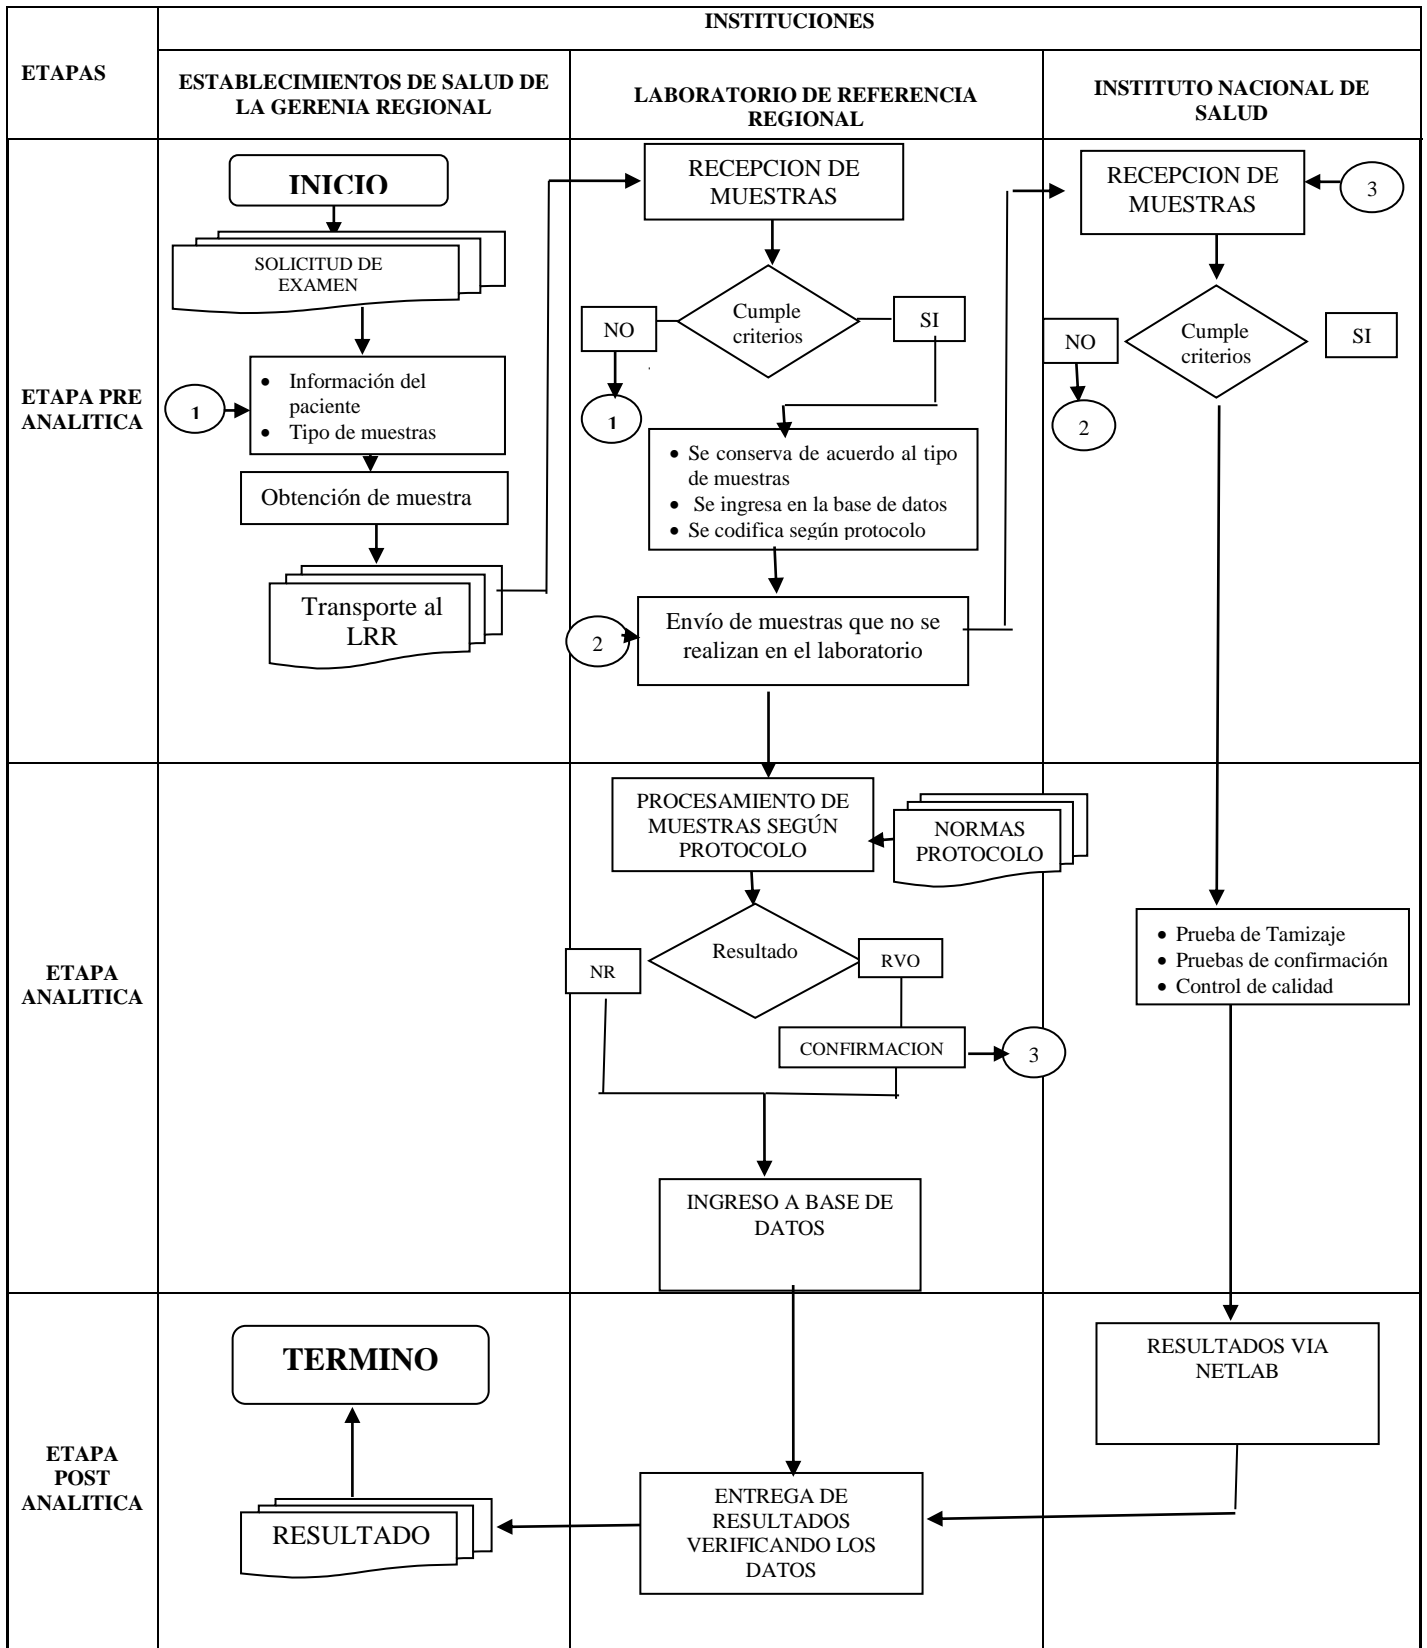 INSTITUCIONES
ETAPAS
ESTABLECIMIENTOS DE SALUD DE
LA GERENIA REGIONAL
LABORATORIO DE REFERENCIA
REGIONAL
INSTITUTO NACIONAL DE
SALUD
ETAPA PRE
ANALITICA
INICIO
SOLICITUD DE
EXAMEN
1
• Información del
paciente
• Tipo de muestras
Obtención de muestra
Transporte al
LRR
RECEPCION DE
MUESTRAS
Cumple
criterios
NO
SI
1
• Se conserva de acuerdo al tipo
de muestras
• Se ingresa en la base de datos
• Se codifica según protocolo
2
Envío de muestras que no se
realizan en el laboratorio
RECEPCION DE
MUESTRAS
3
Cumple
criterios
NO
SI
2
ETAPA
ANALITICA
PROCESAMIENTO DE
MUESTRAS SEGÚN
PROTOCOLO
NORMAS
PROTOCOLO
Resultado
NR
RVO
CONFIRMACION
3
INGRESO A BASE DE
DATOS
• Prueba de Tamizaje
• Pruebas de confirmación
• Control de calidad
ETAPA
POST
ANALITICA
TERMINO
RESULTADO
ENTREGA DE
RESULTADOS
VERIFICANDO LOS
DATOS
RESULTADOS VIA
NETLAB